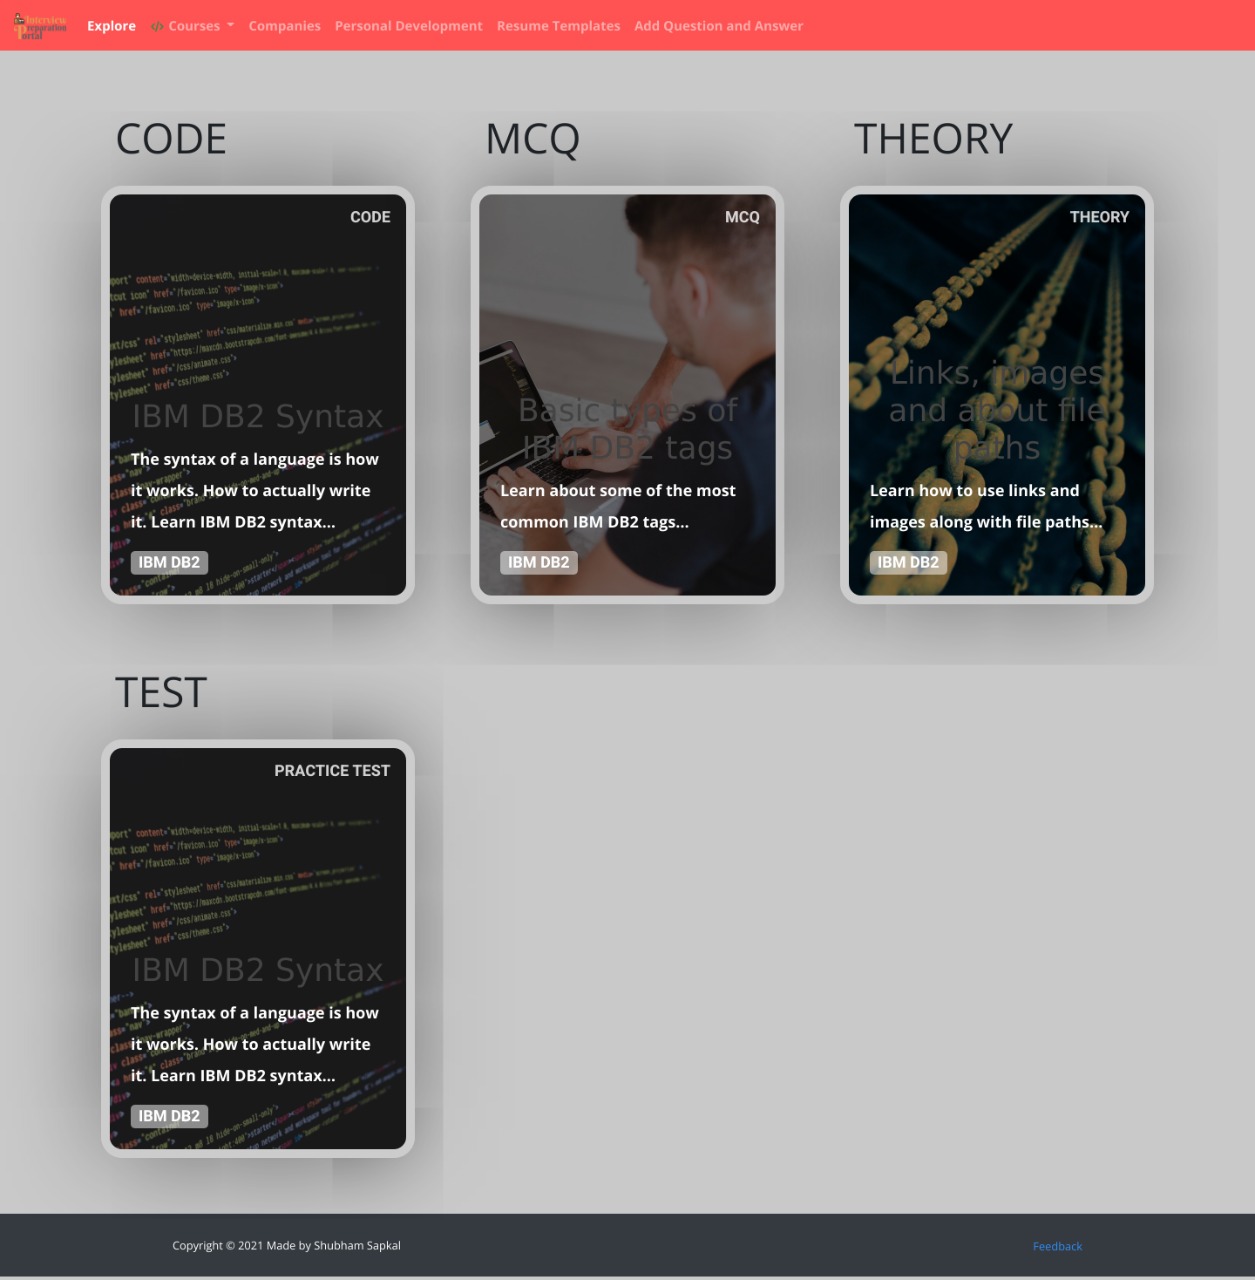 Interview
Preparation
Portal
Explore
</> Courses
Companies
Personal Development
Resume Templates
Add Question and Answer
CODE
CODE
IBM DB2 Syntax
The syntax of a language is how
it works. How to actually write
it. Learn IBM DB2 syntax...
IBM DB2
MCQ
MCQ
Basic types of
IBM DB2 tags
Learn about some of the most
common IBM DB2 tags...
IBM DB2
THEORY
THEORY
Links, images
and about file
paths
Learn how to use links and
images along with file paths...
IBM DB2
TEST
PRACTICE TEST
IBM DB2 Syntax
The syntax of a language is how
it works. How to actually write
it. Learn IBM DB2 syntax...
IBM DB2
Copyright © 2021 Made by Shubham Sapkal
Feedback